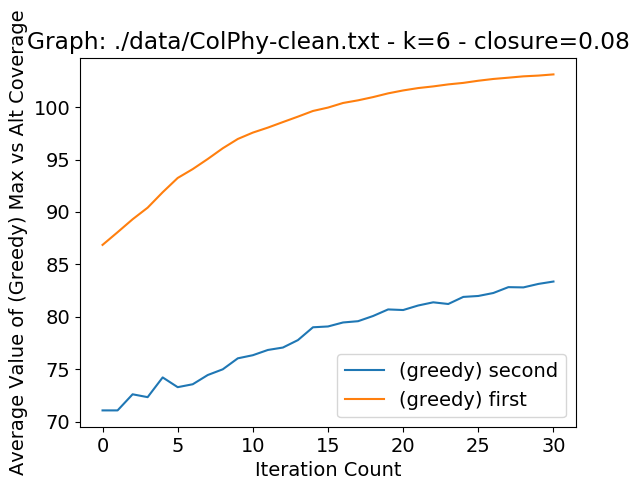 Graph: ./data/ColPhy-clean.txt - k=6 - closure=0.08
Average Value of (Greedy) Max vs Alt Coverage
100
95
90
85
80
75
70
(greedy) second
(greedy) first
0 5 10 15 20 25 30
Iteration Count